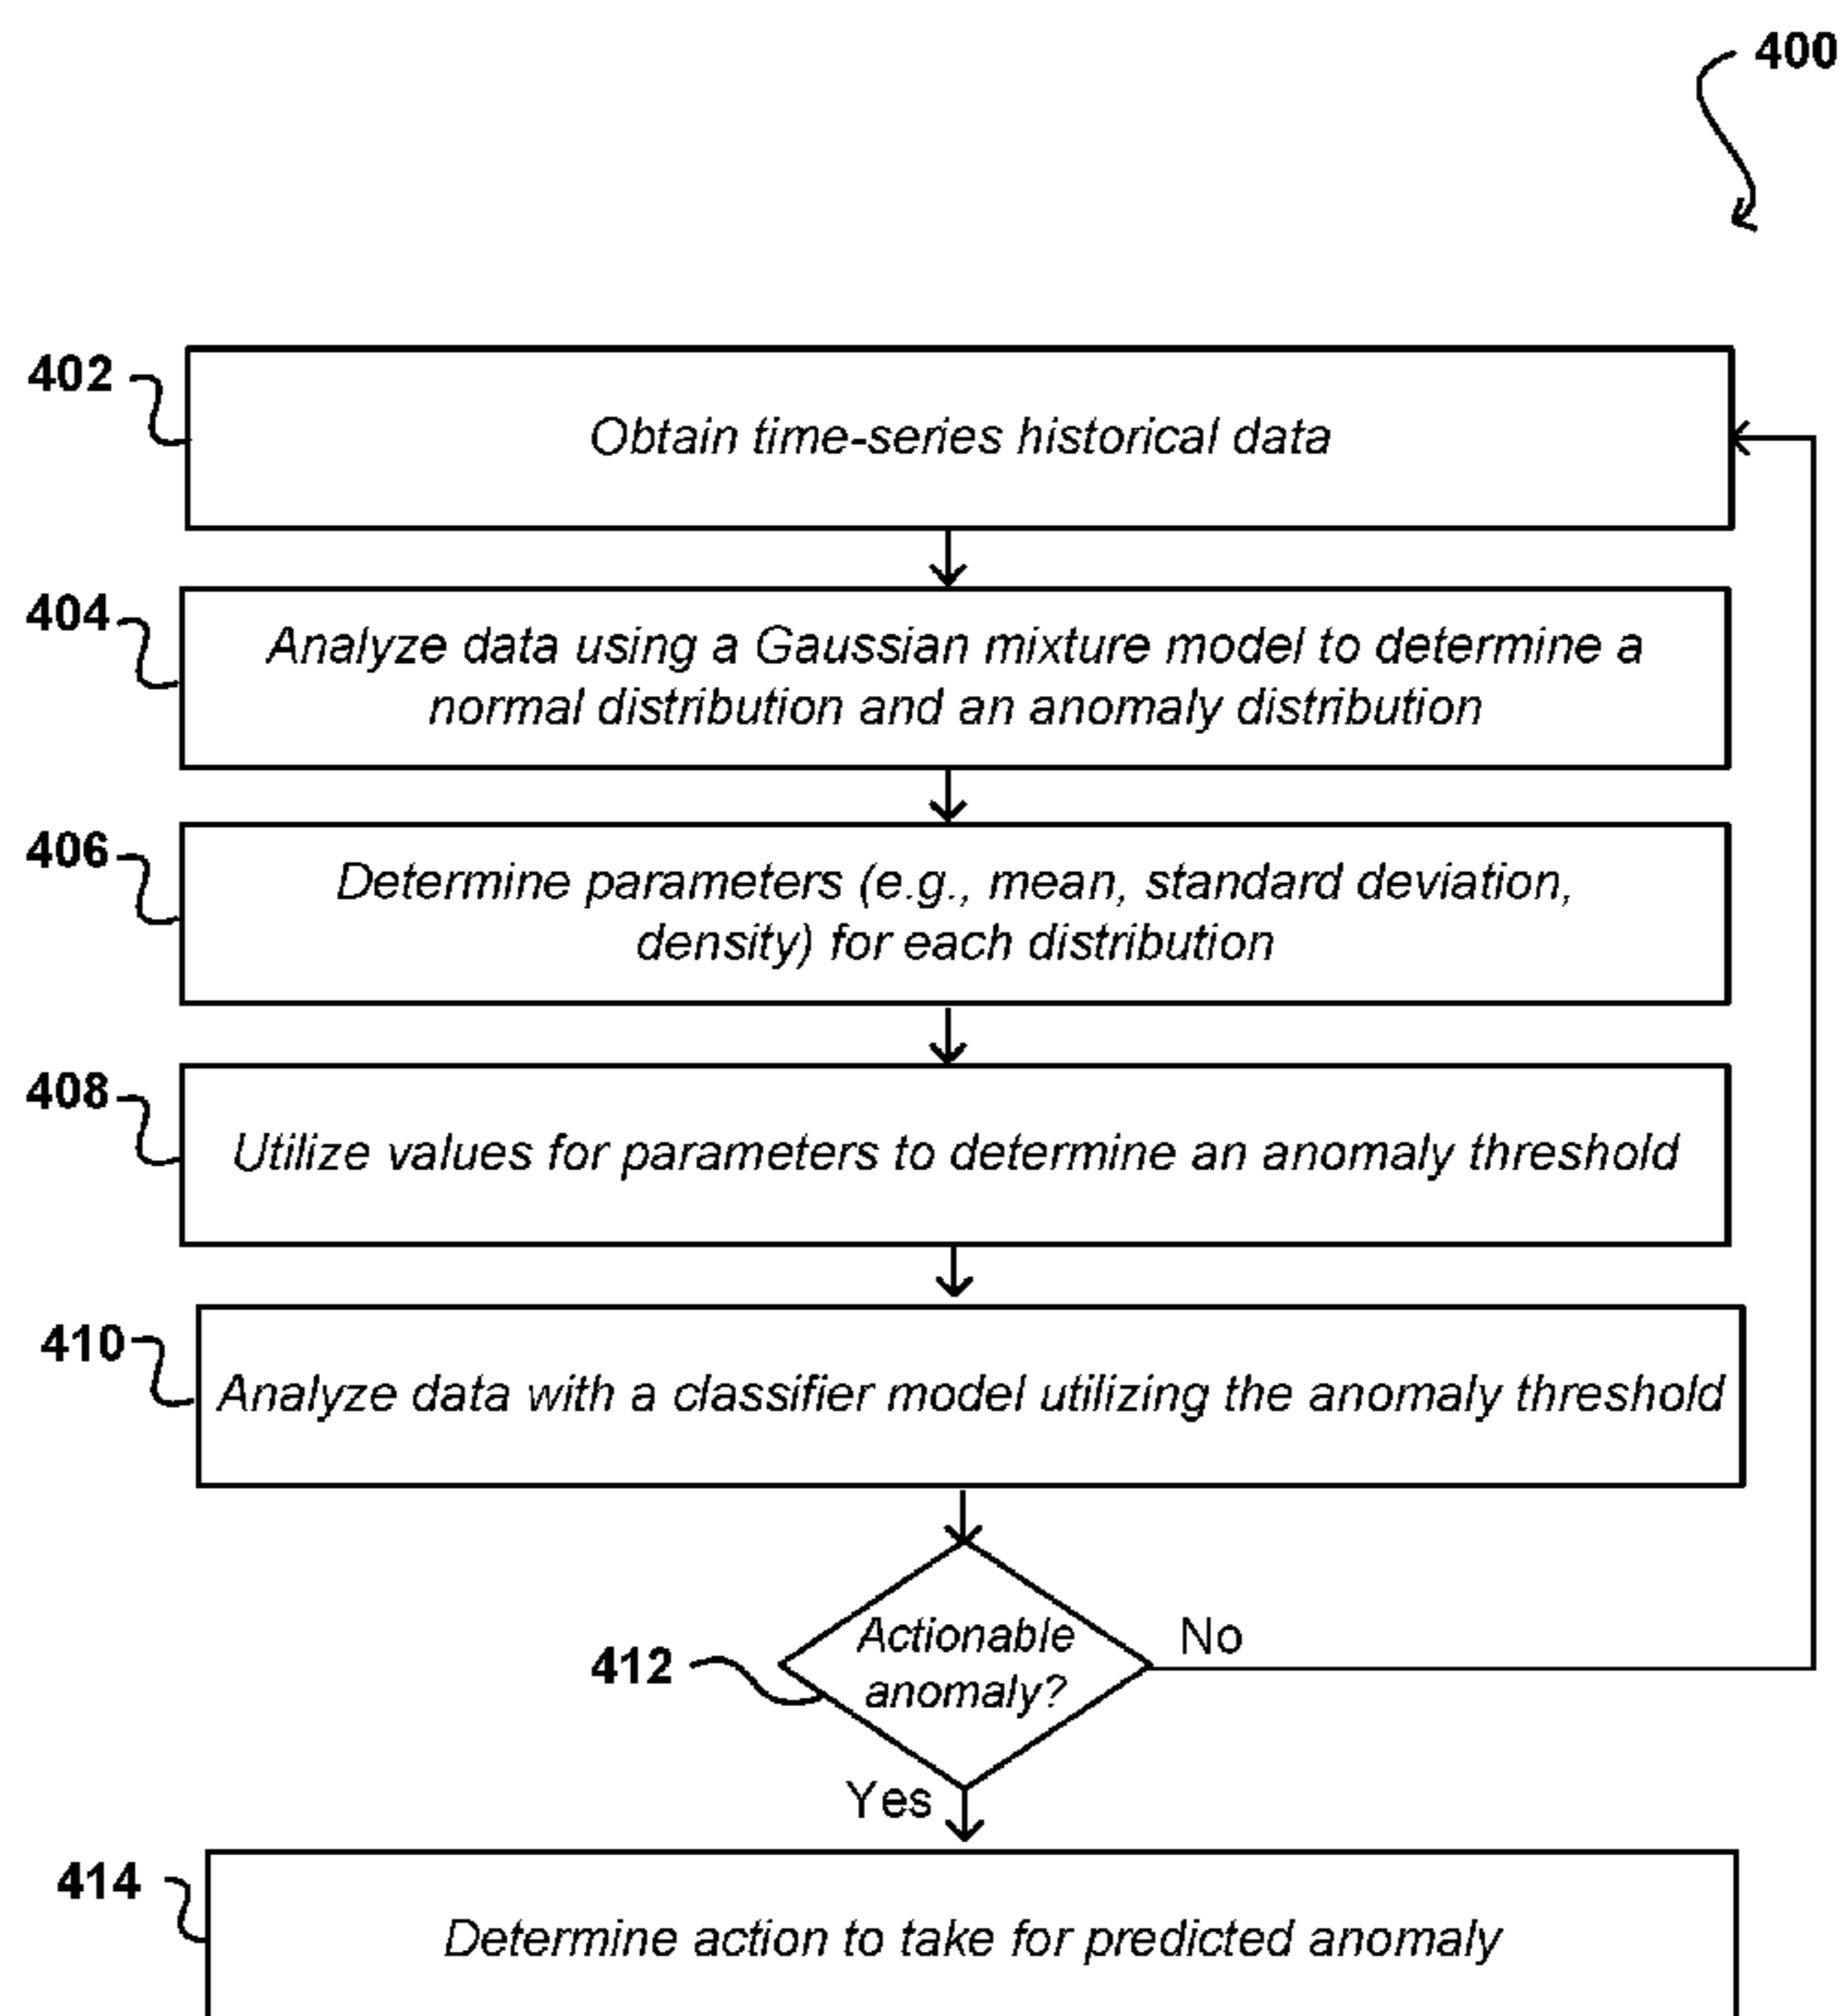 400
402
Obtain time-series historical data
404
Analyze data using a Gaussian mixture model to determine a
normal distribution and an anomaly distribution
406
Determine parameters (e.g., mean, standard deviation,
density) for each distribution
408
Utilize values for parameters to determine an anomaly threshold
410
Analyze data with a classifier model utilizing the anomaly threshold
412
Actionable
anomaly?
No
Yes
414
Determine action to take for predicted anomaly